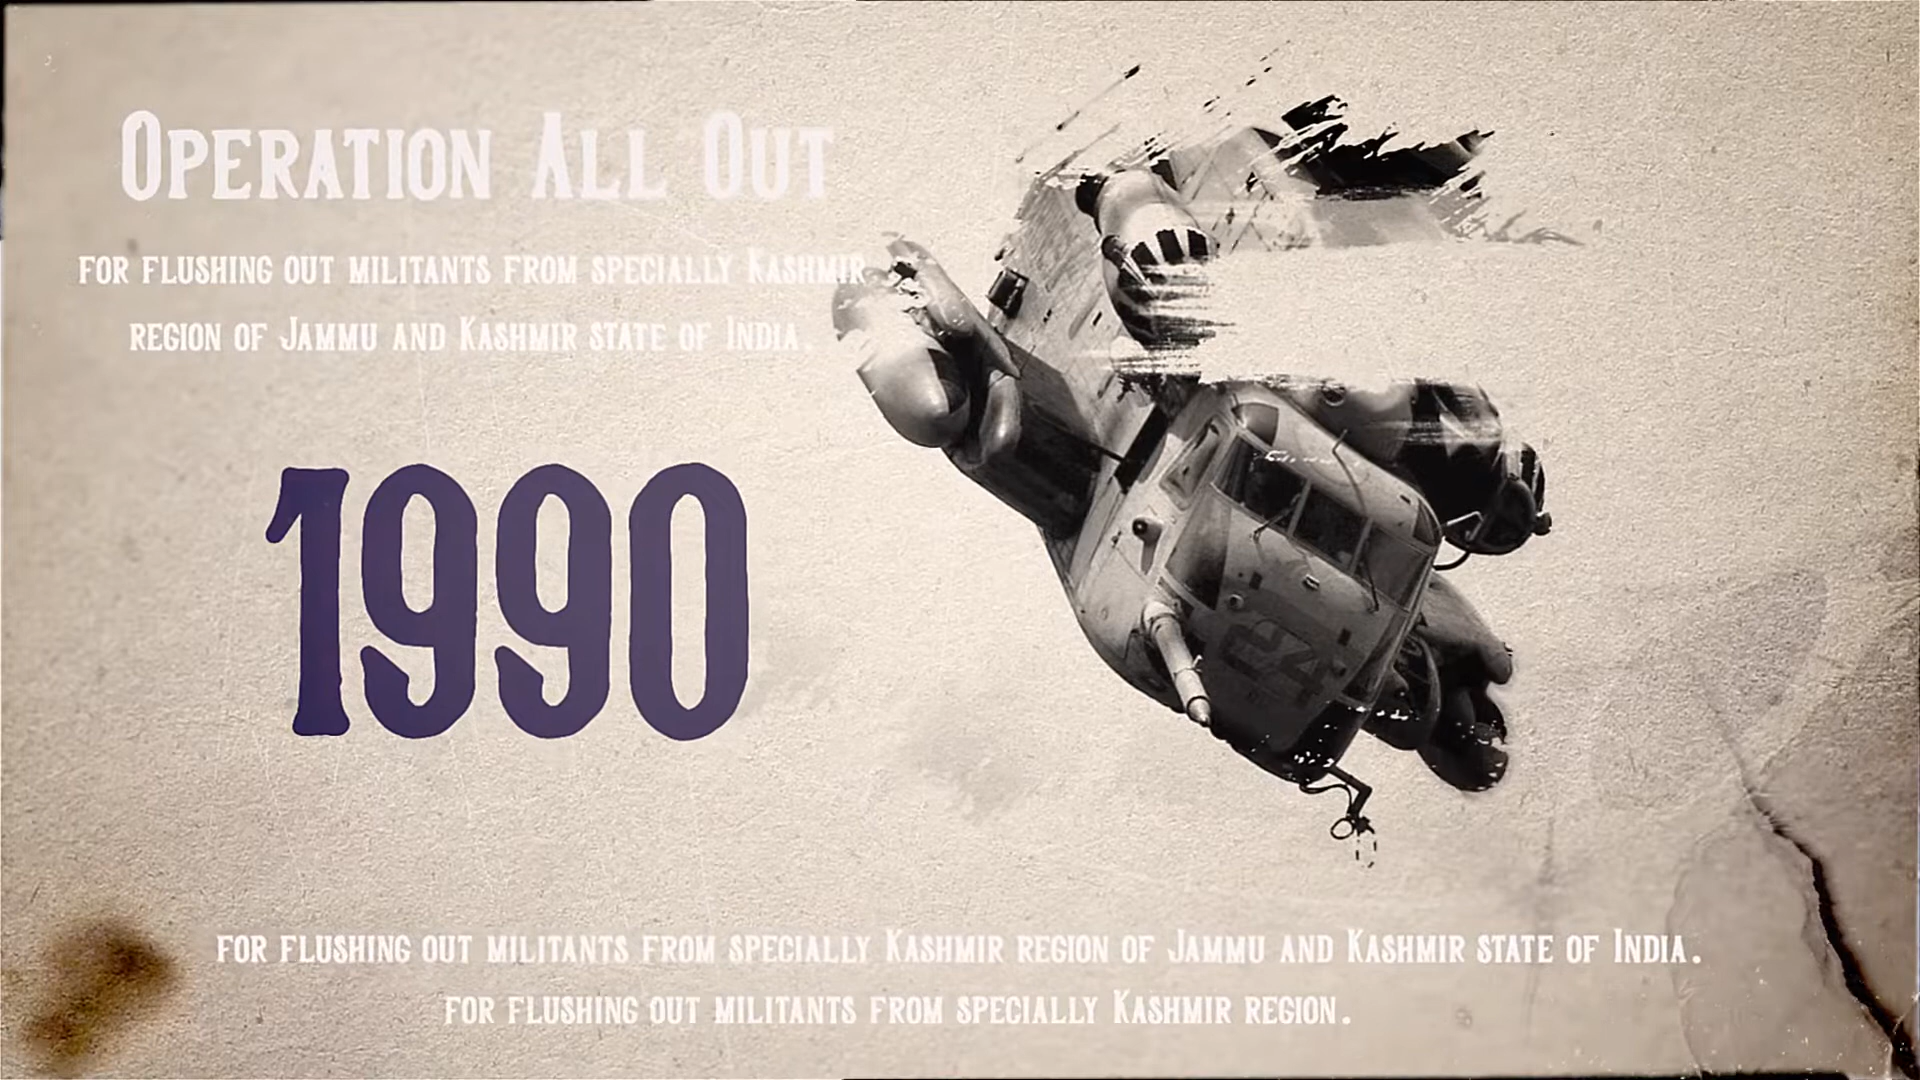 Operation All Out
for flushing out militants from specially Kashmir
region of Jammu and Kashmir state of India.
1990
24
for flushing out militants from specially Kashmir region of Jammu and Kashmir state of India.
for flushing out militants from specially Kashmir region.